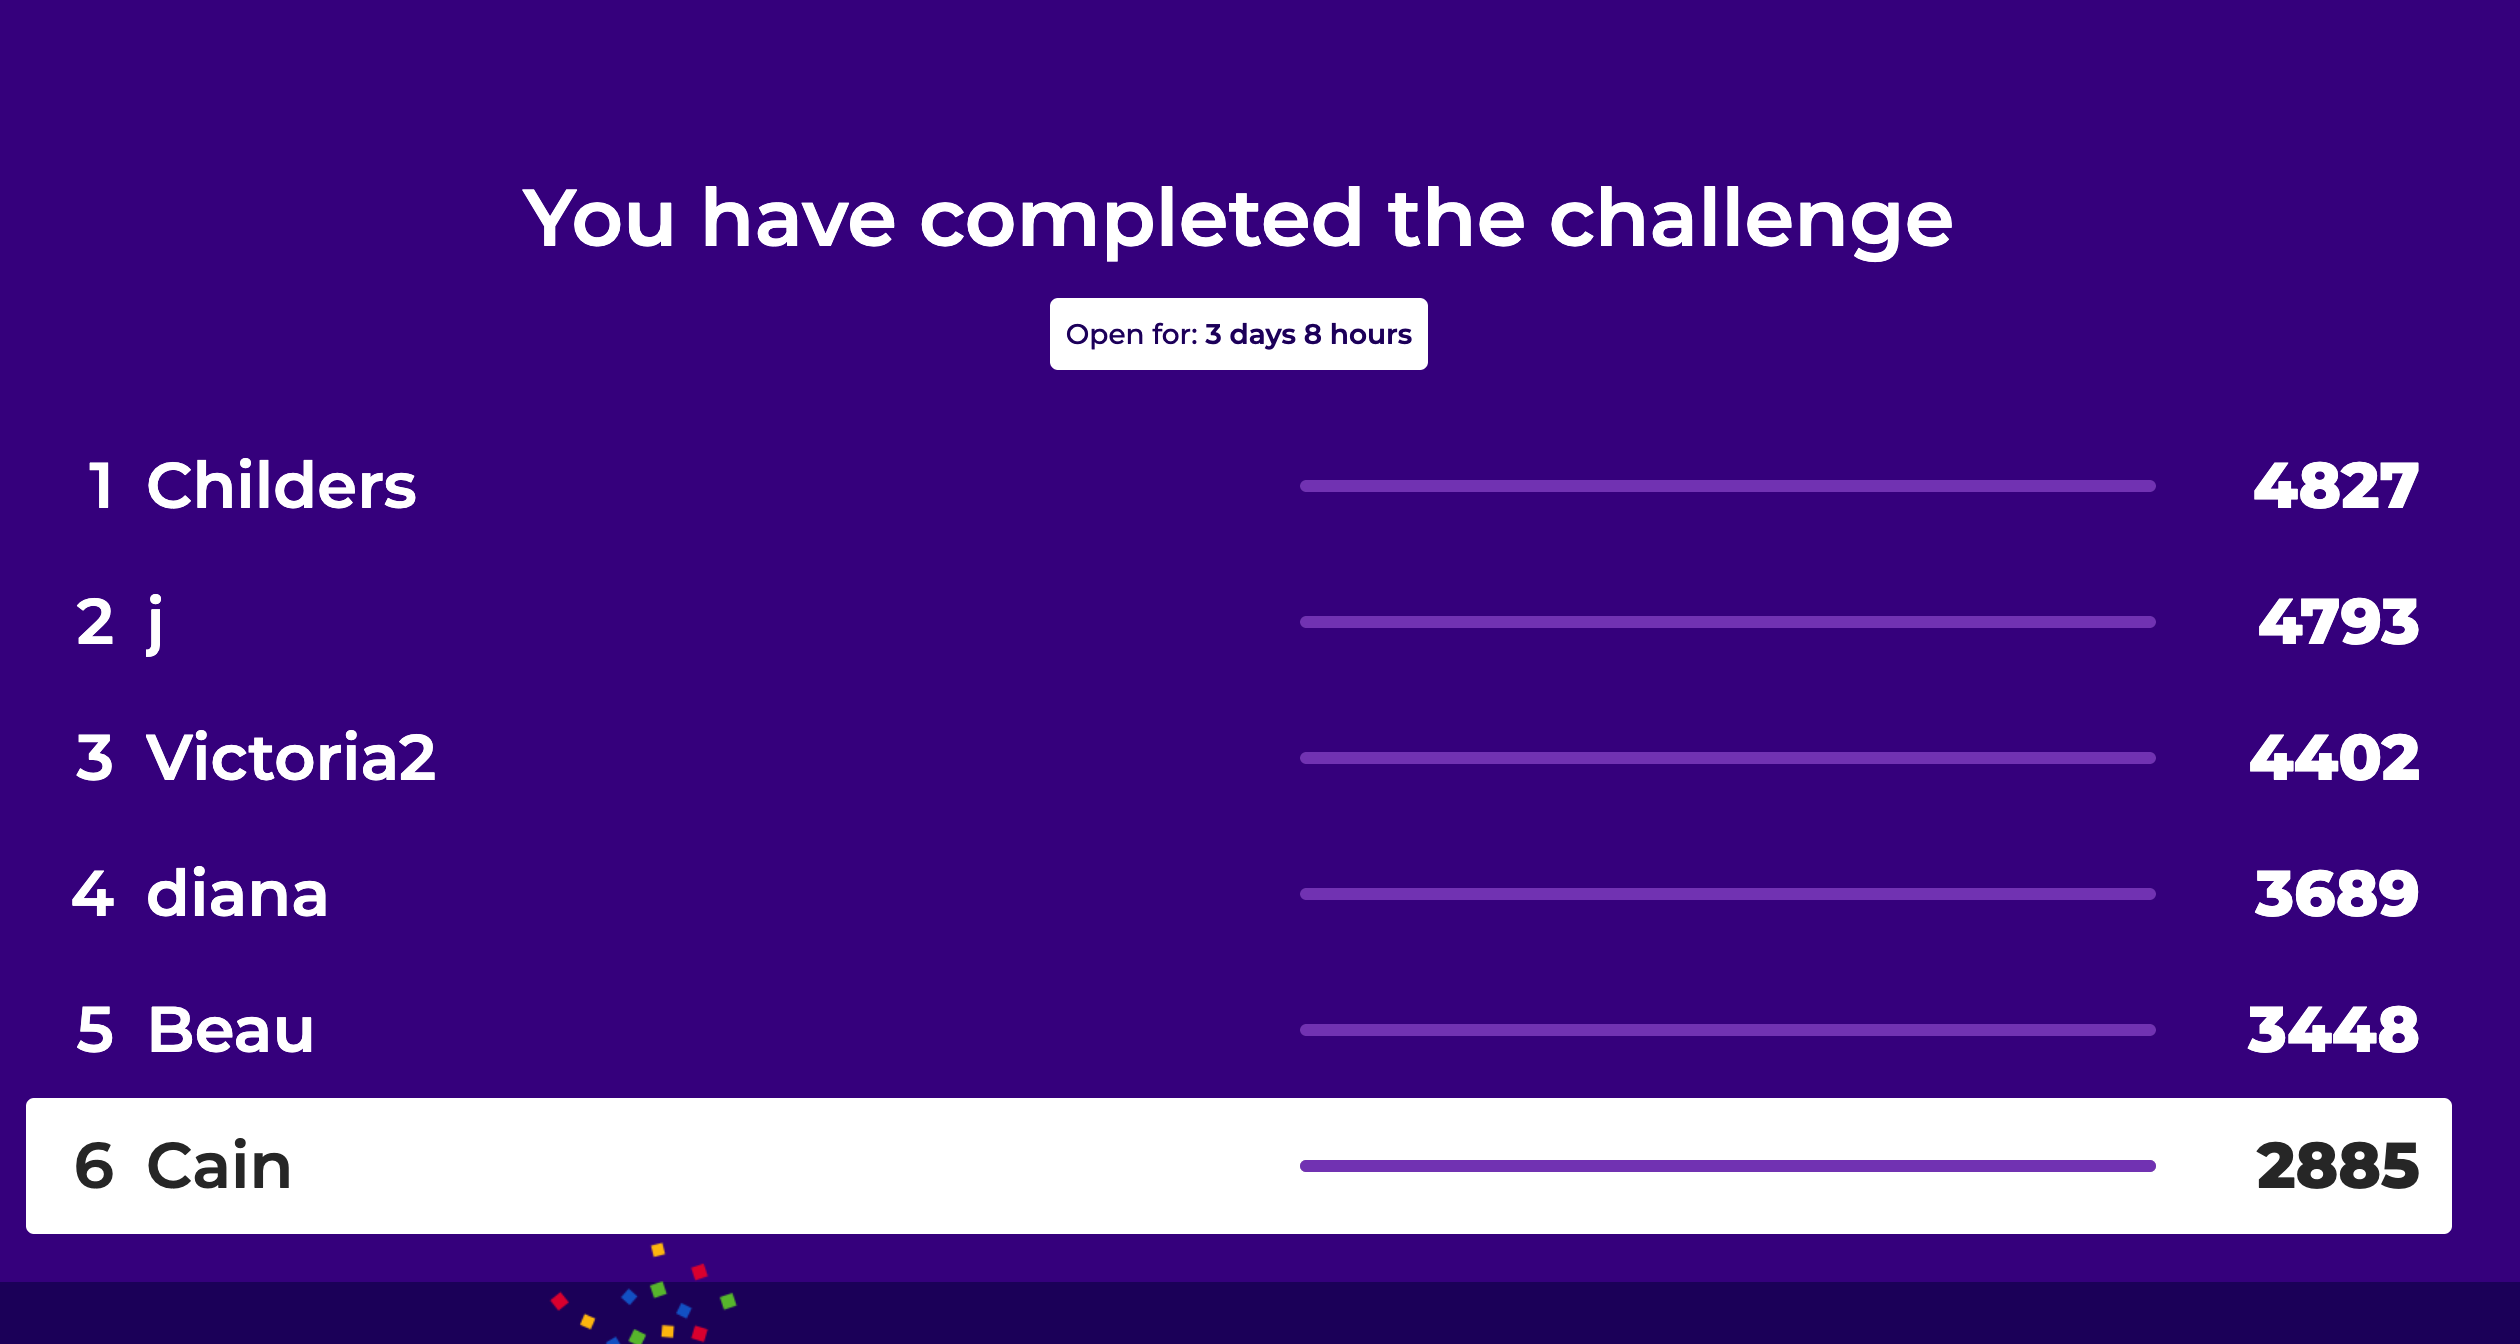 You have completed the challenge
Open for: 3 days 8 hours
1 Childers 4827
2 j 4793
3 Victoria2 4402
4 diana 3689
5 Beau 3448
6 Cain 2885